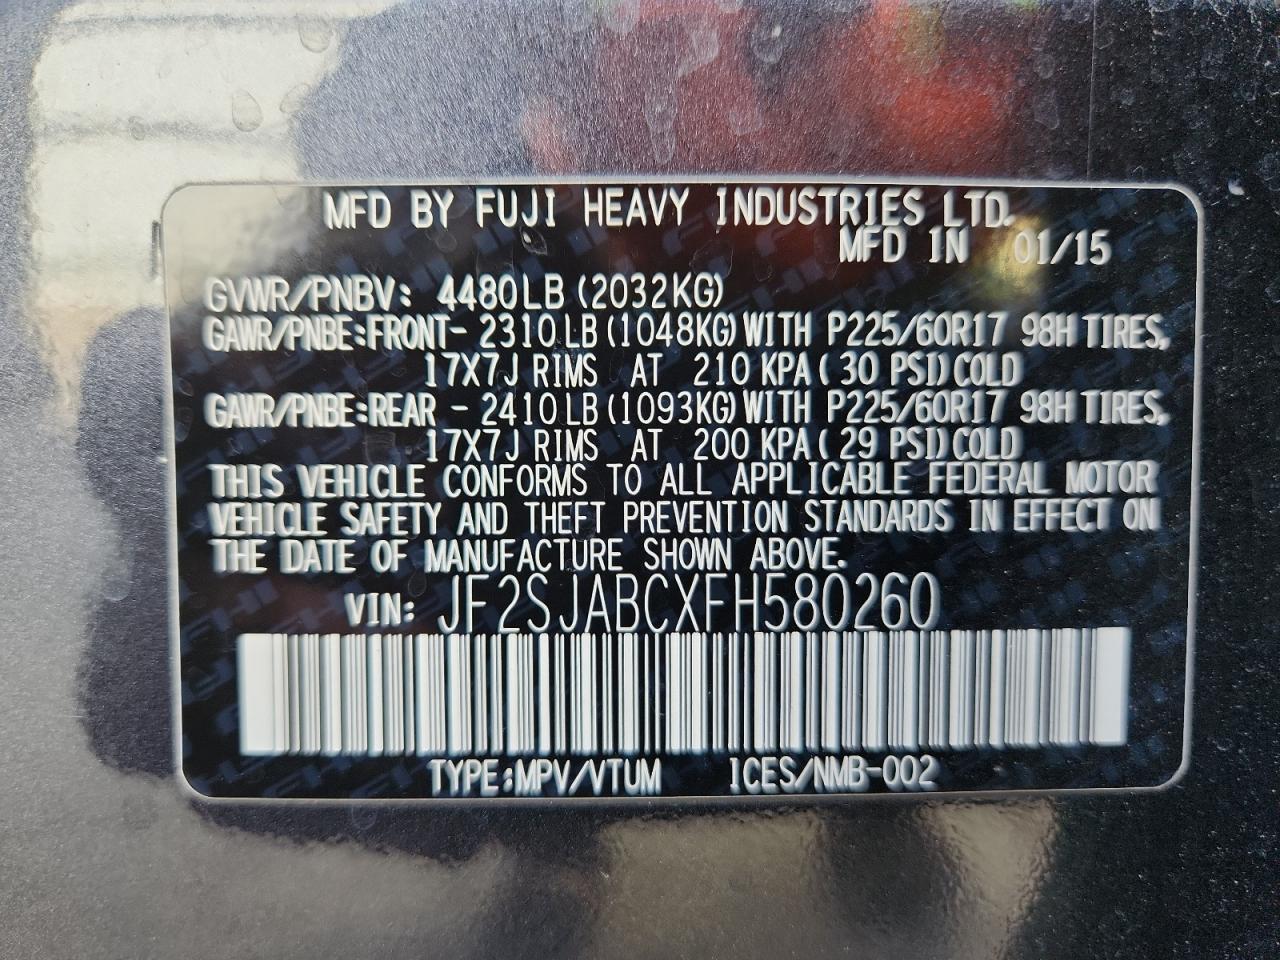 MFD BY FUJI HEAVY INDUSTRIES LTD.
MFD IN 01/15
GVWR/PNBV: 4480LB (2032KG)
GAWR/PNBE:FRONT- 2310LB (1048KG) WITH P225/60R17 98H TIRES,
17X7J RIMS AT 210 KPA (30 PSI) COLD
GAWR/PNBE:REAR - 2410LB (1093KG) WITH P225/60R17 98H TIRES,
17X7J RIMS AT 200 KPA (29 PSI) COLD
THIS VEHICLE CONFORMS TO ALL APPLICABLE FEDERAL MOTOR
VEHICLE SAFETY AND THEFT PREVENTION STANDARDS IN EFFECT ON
THE DATE OF MANUFACTURE SHOWN ABOVE.
VIN: JF2SJABCXFH580260
TYPE:MPV/VTUM ICES/NMB-002